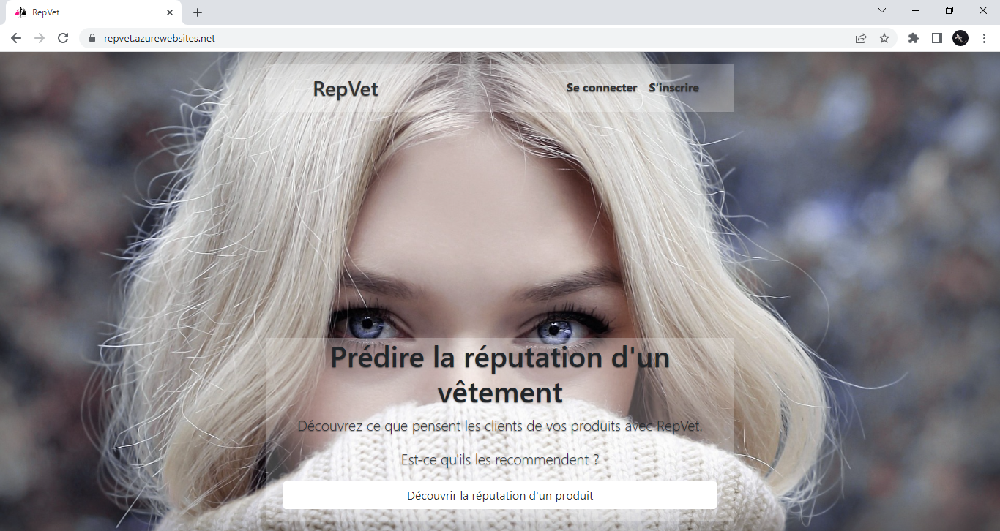 RepVet
repvet.azurewebsites.net
RepVet
Se connecter S'inscrire
Prédire la réputation d'un
vêtement
Découvrez ce que pensent les clients de vos produits avec RepVet.
Est-ce qu'ils les recommendent ?
Découvrir la réputation d'un produit